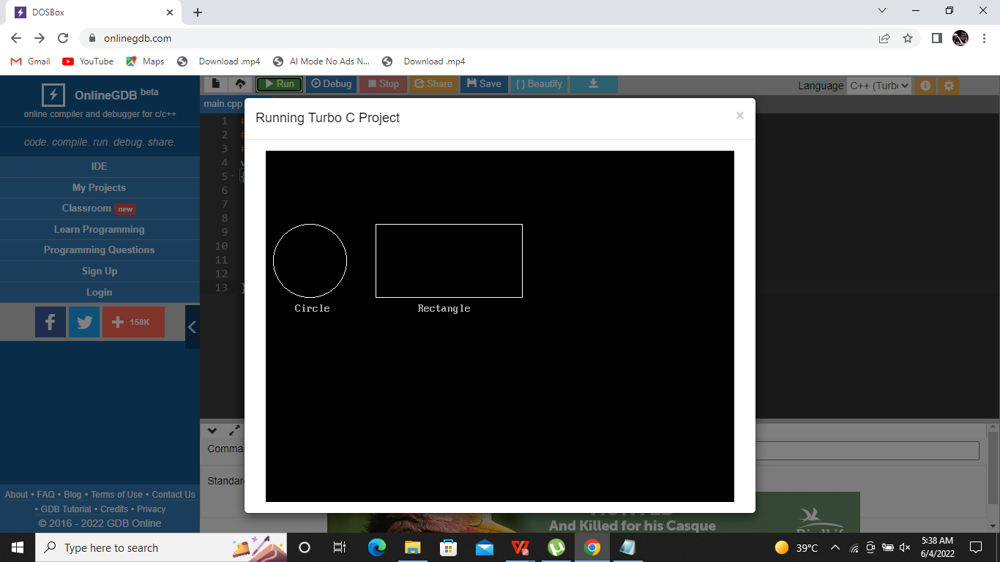 DOSBox
onlinegdb.com
Gmail YouTube Maps Download .mp4 AI Mode No Ads N... Download .mp4
OnlineGDB beta
online compiler and debugger for c/c++
code. compile. run. debug. share.
IDE
My Projects
Classroom new
Learn Programming
Programming Questions
Sign Up
Login
158K
About • FAQ • Blog • Terms of Use • Contact Us
• GDB Tutorial • Credits • Privacy
© 2016 - 2022 GDB Online
Run Debug Stop Share Save { } Beautify
Language C++ (Turbo
main.cpp
1 #
2 #
3 #
4 v
5 {
6
7
8
9
10
11
12
13 }
Running Turbo C Project ×
Circle Rectangle
Comma
Standar
HUNTED
And Killed for his Casque
Type here to search
39°C
5:38 AM
6/4/2022